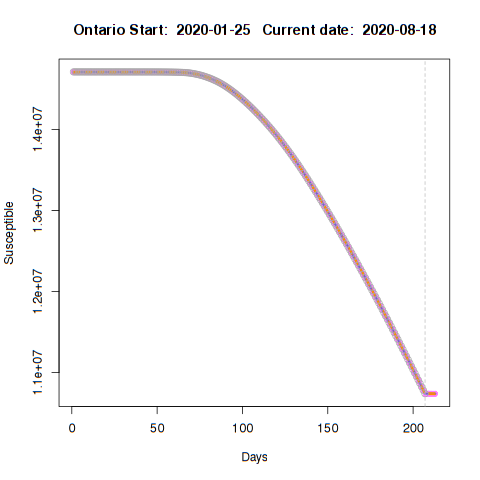 Ontario Start: 2020-01-25 Current date: 2020-08-18
Susceptible
1.4e+07
1.3e+07
1.2e+07
1.1e+07
0 50 100 150 200
Days